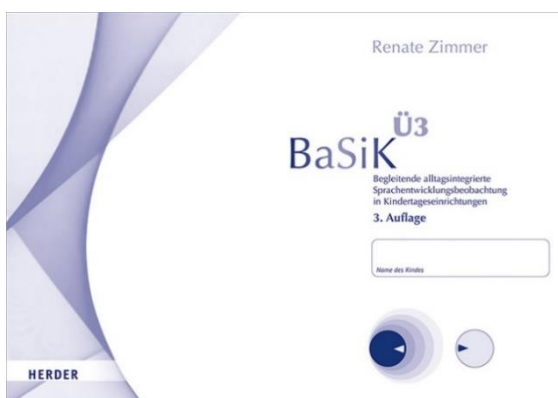 Renate Zimmer
BaSiK Ü3
Begleitende alltagsintegrierte
Sprachentwicklungsbeobachtung
in Kindertageseinrichtungen
3. Auflage
Name des Kindes
HERDER